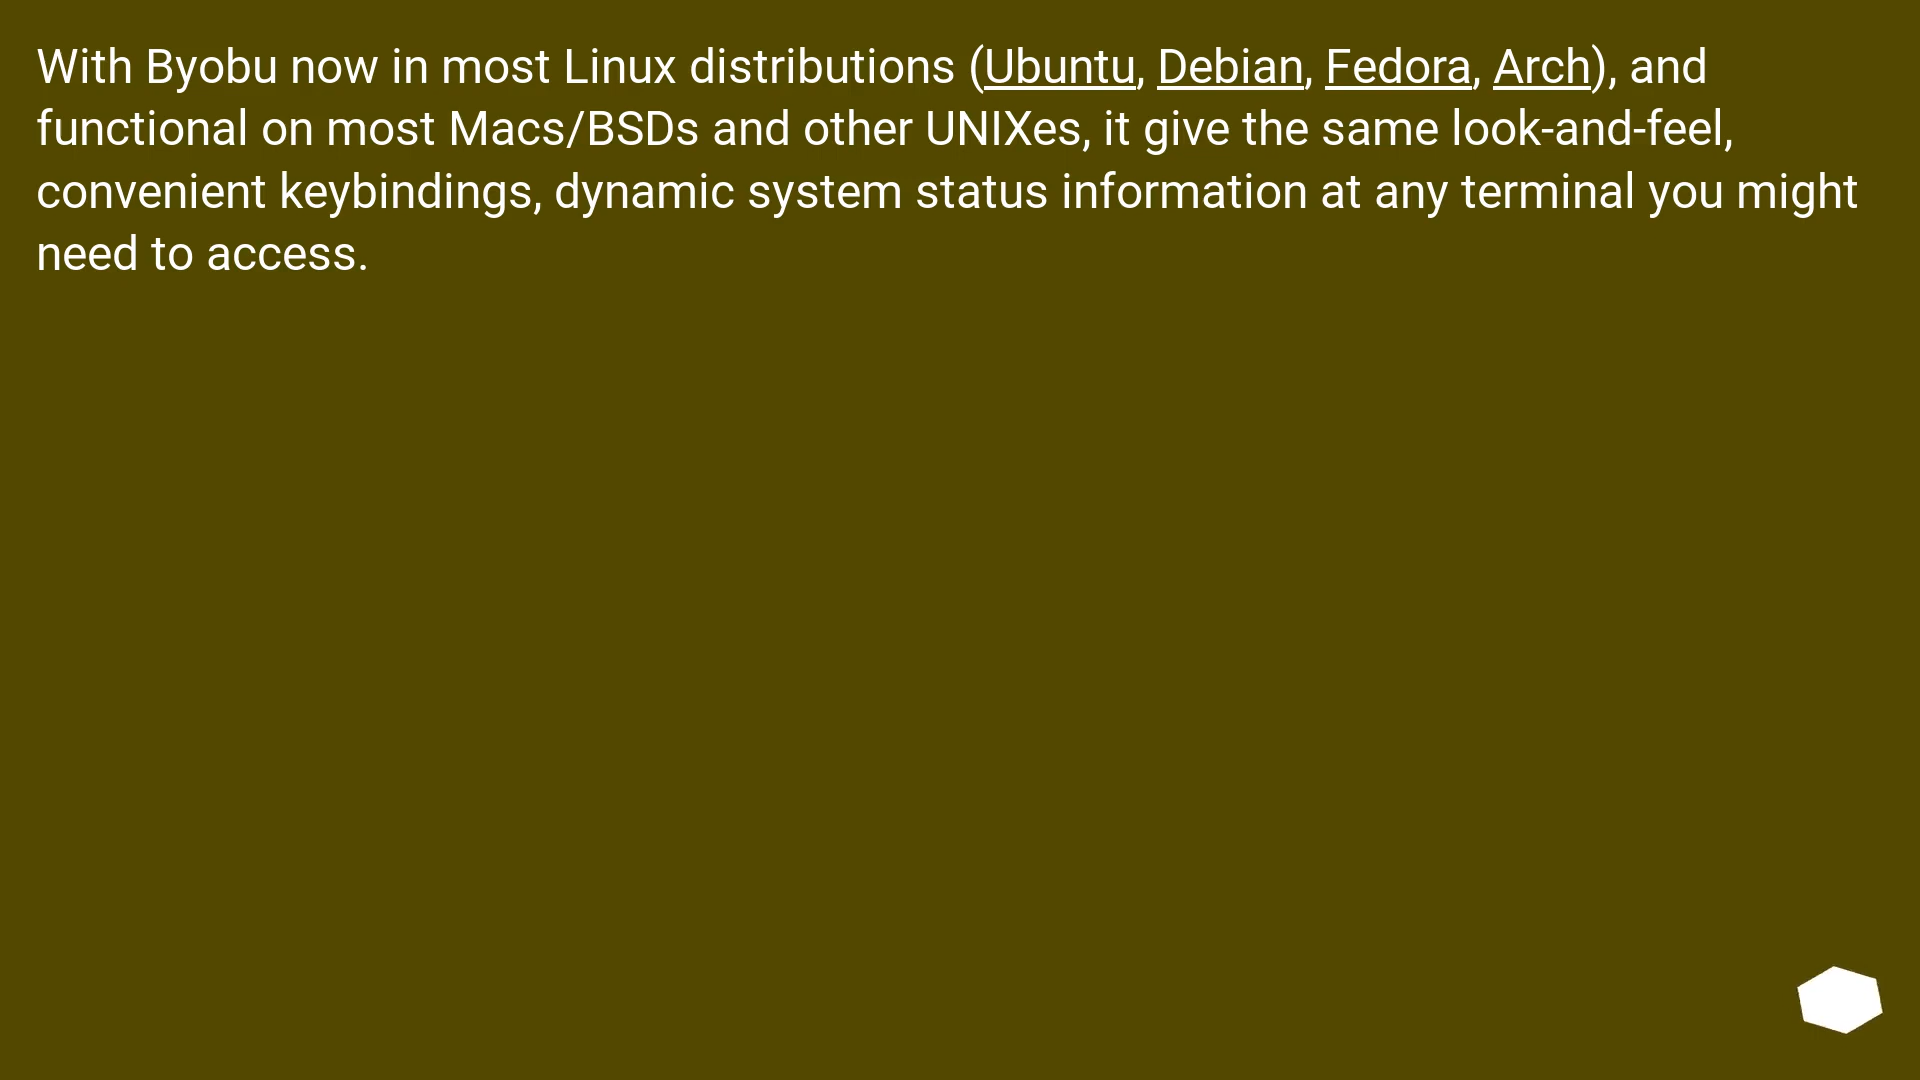 With Byobu now in most Linux distributions (Ubuntu, Debian, Fedora, Arch), and
functional on most Macs/BSDs and other UNIXes, it give the same look-and-feel,
convenient keybindings, dynamic system status information at any terminal you might
need to access.